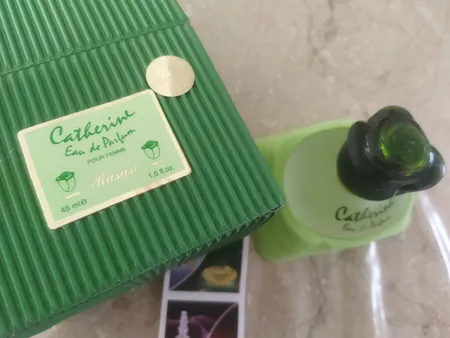 Catherine
Eau de Parfum
POUR FEMME
Rasasi
45 ml e 1.5 fl.oz.
Catherine
Eau de Parfum